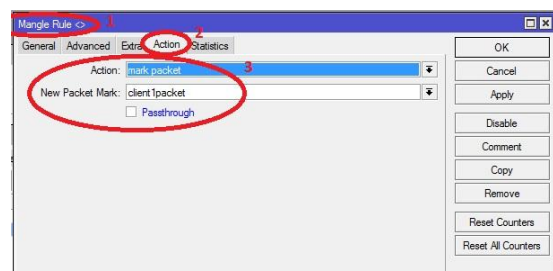 Mangle Rule <> 1
2
General Advanced Extra Action Statistics
Action: mark packet 3
New Packet Mark: client1packet
Passthrough
OK
Cancel
Apply
Disable
Comment
Copy
Remove
Reset Counters
Reset All Counters